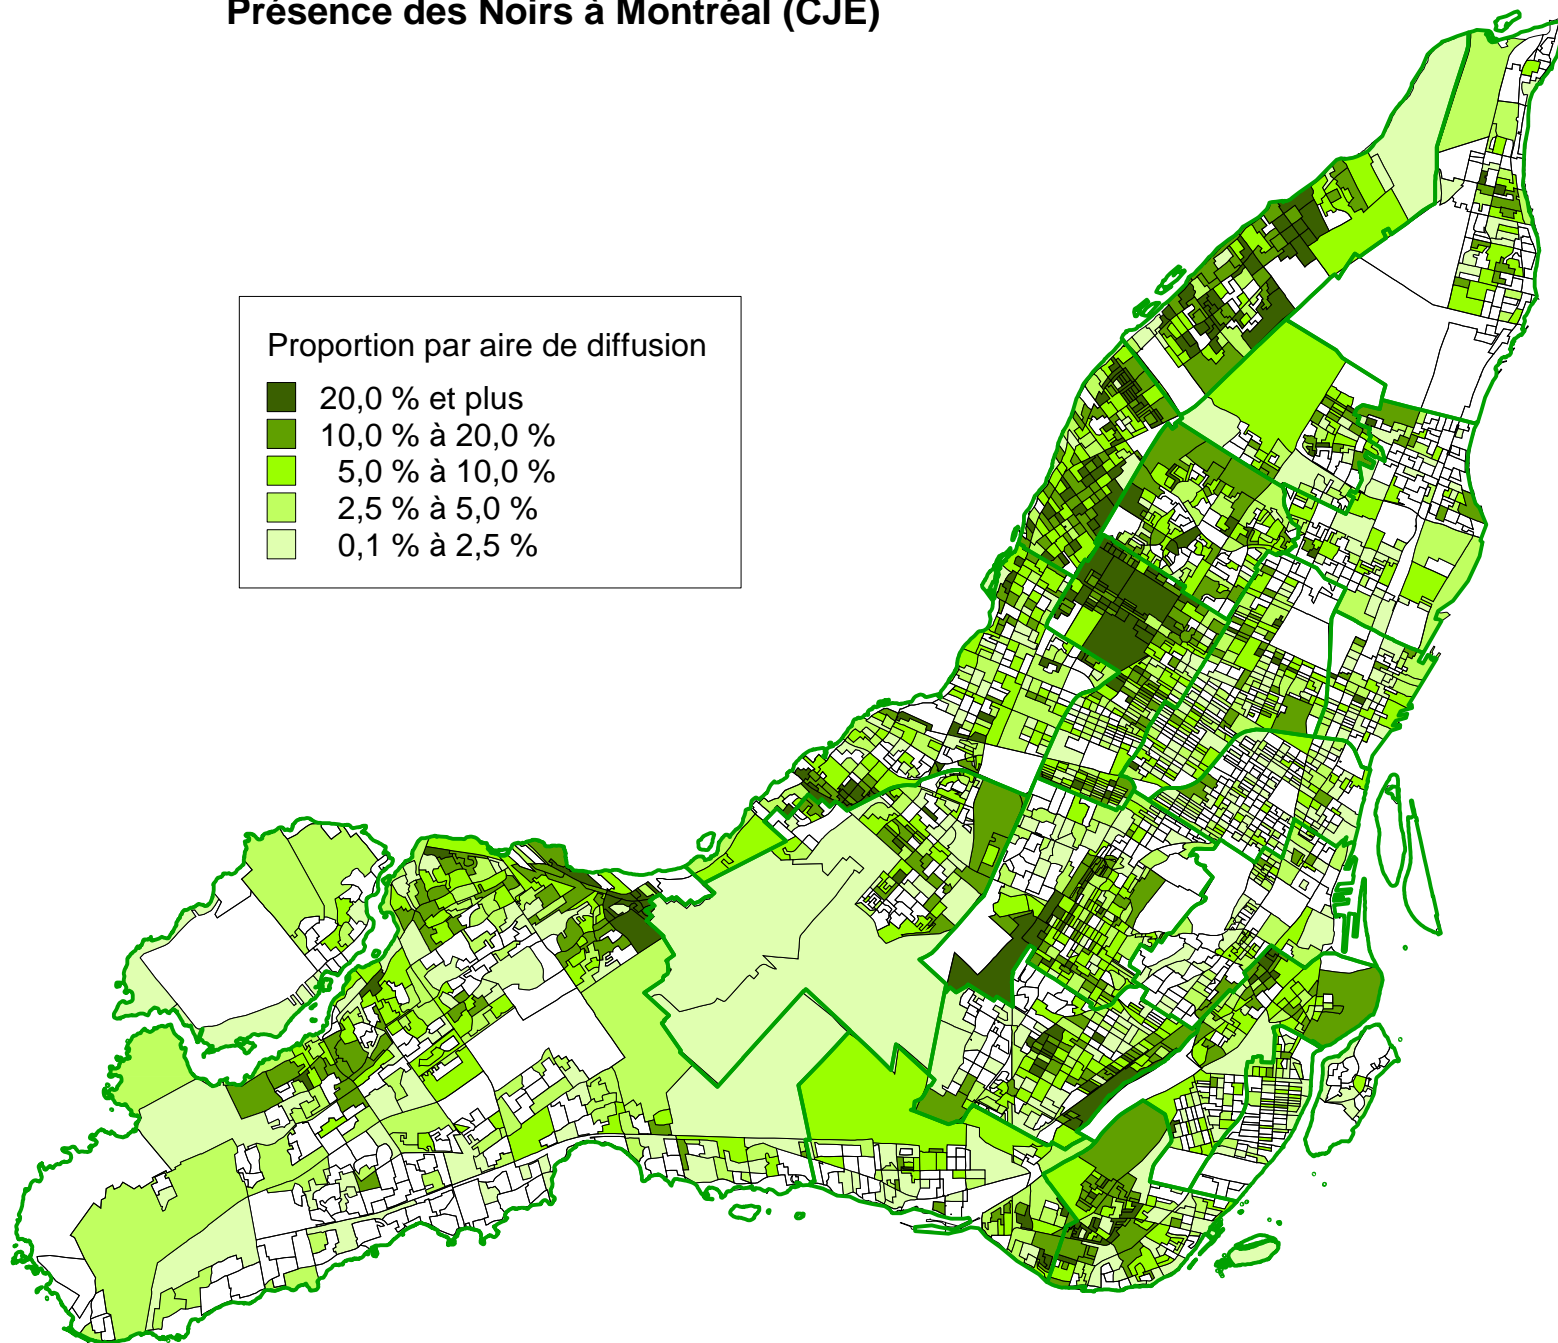 Présence des Noirs à Montréal (CJE)
Proportion par aire de diffusion
20,0 % et plus
10,0 % à 20,0 %
5,0 % à 10,0 %
2,5 % à 5,0 %
0,1 % à 2,5 %